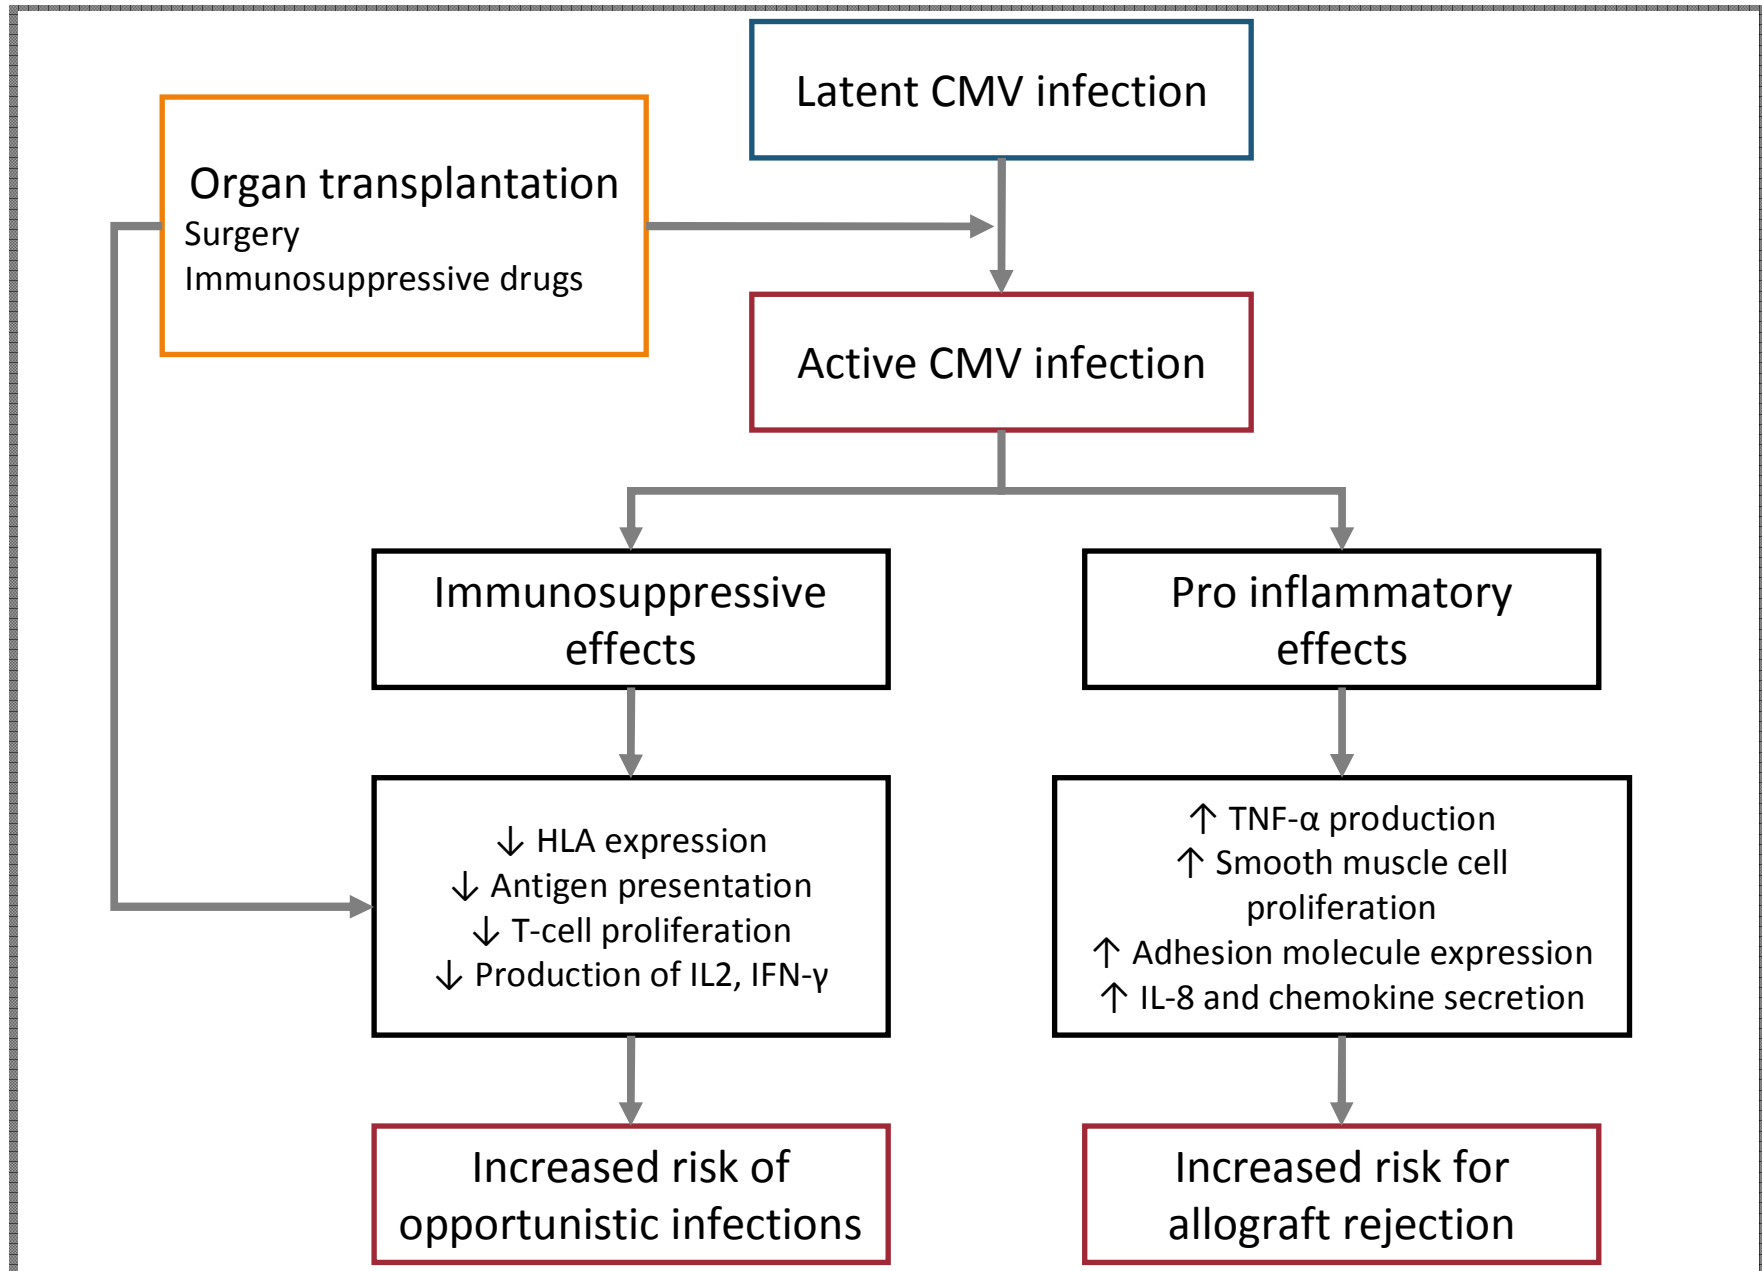 Latent CMV infection
Organ transplantation
Surgery
Immunosuppressive drugs
Active CMV infection
Immunosuppressive
effects
Pro inflammatory
effects
↓ HLA expression
↓ Antigen presentation
↓ T-cell proliferation
↓ Production of IL2, IFN-γ
↑ TNF-α production
↑ Smooth muscle cell
proliferation
↑ Adhesion molecule expression
↑ IL-8 and chemokine secretion
Increased risk of
opportunistic infections
Increased risk for
allograft rejection